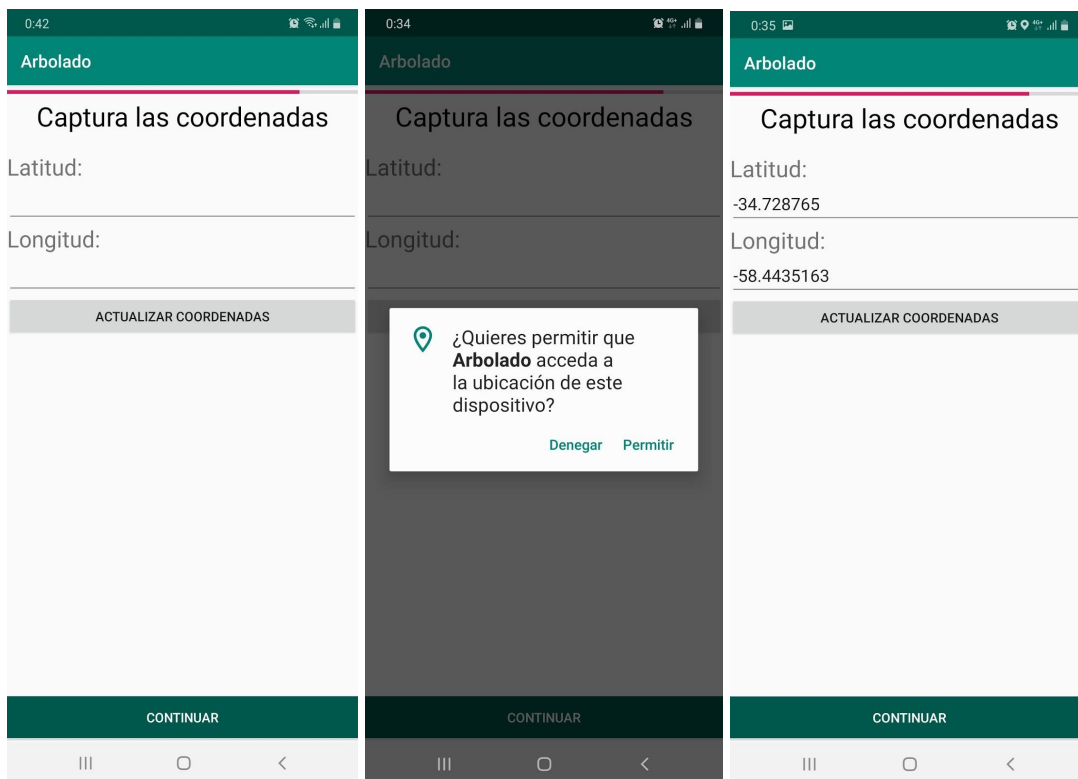 0:42
Arbolado
Captura las coordenadas
Latitud:
Longitud:
ACTUALIZAR COORDENADAS
CONTINUAR
0:34
4G+
Arbolado
Captura las coordenadas
Latitud:
Longitud:
¿Quieres permitir que
Arbolado acceda a
la ubicación de este
dispositivo?
Denegar Permitir
CONTINUAR
0:35
4G+
Arbolado
Captura las coordenadas
Latitud:
-34.728765
Longitud:
-58.4435163
ACTUALIZAR COORDENADAS
CONTINUAR